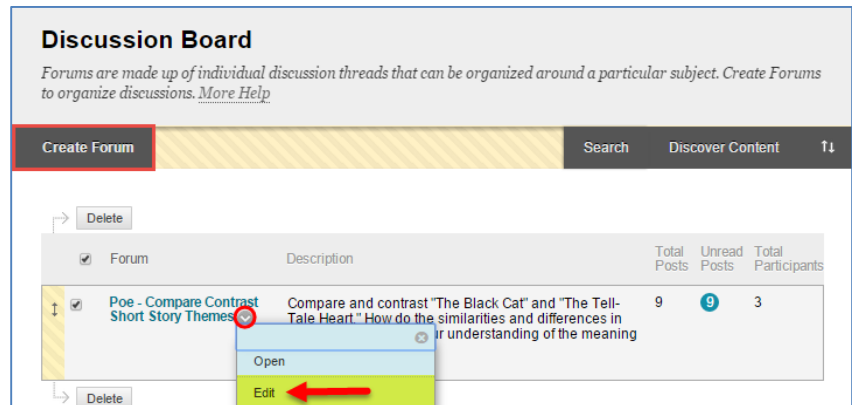 Discussion Board
Forums are made up of individual discussion threads that can be organized around a particular subject. Create Forums
to organize discussions. More Help
Create Forum
Search
Discover Content
Delete
Forum
Description
Total Posts
Unread Posts
Total Participants
Poe - Compare Contrast
Short Story Themes
Compare and contrast "The Black Cat" and "The Tell-
Tale Heart." How do the similarities and differences in
ur understanding of the meaning
9
9
3
Open
Edit
Delete